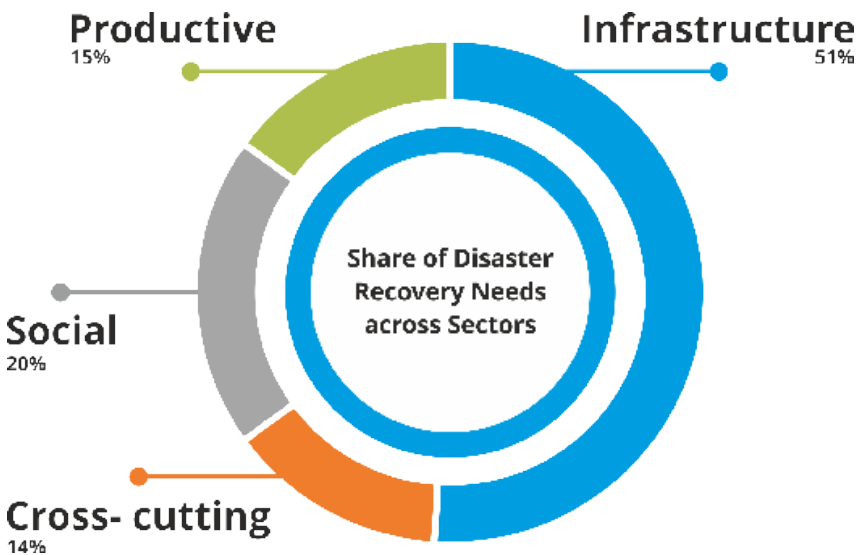 Productive
15%
Infrastructure
51%
Share of Disaster
Recovery Needs
across Sectors
Social
20%
Cross- cutting
14%